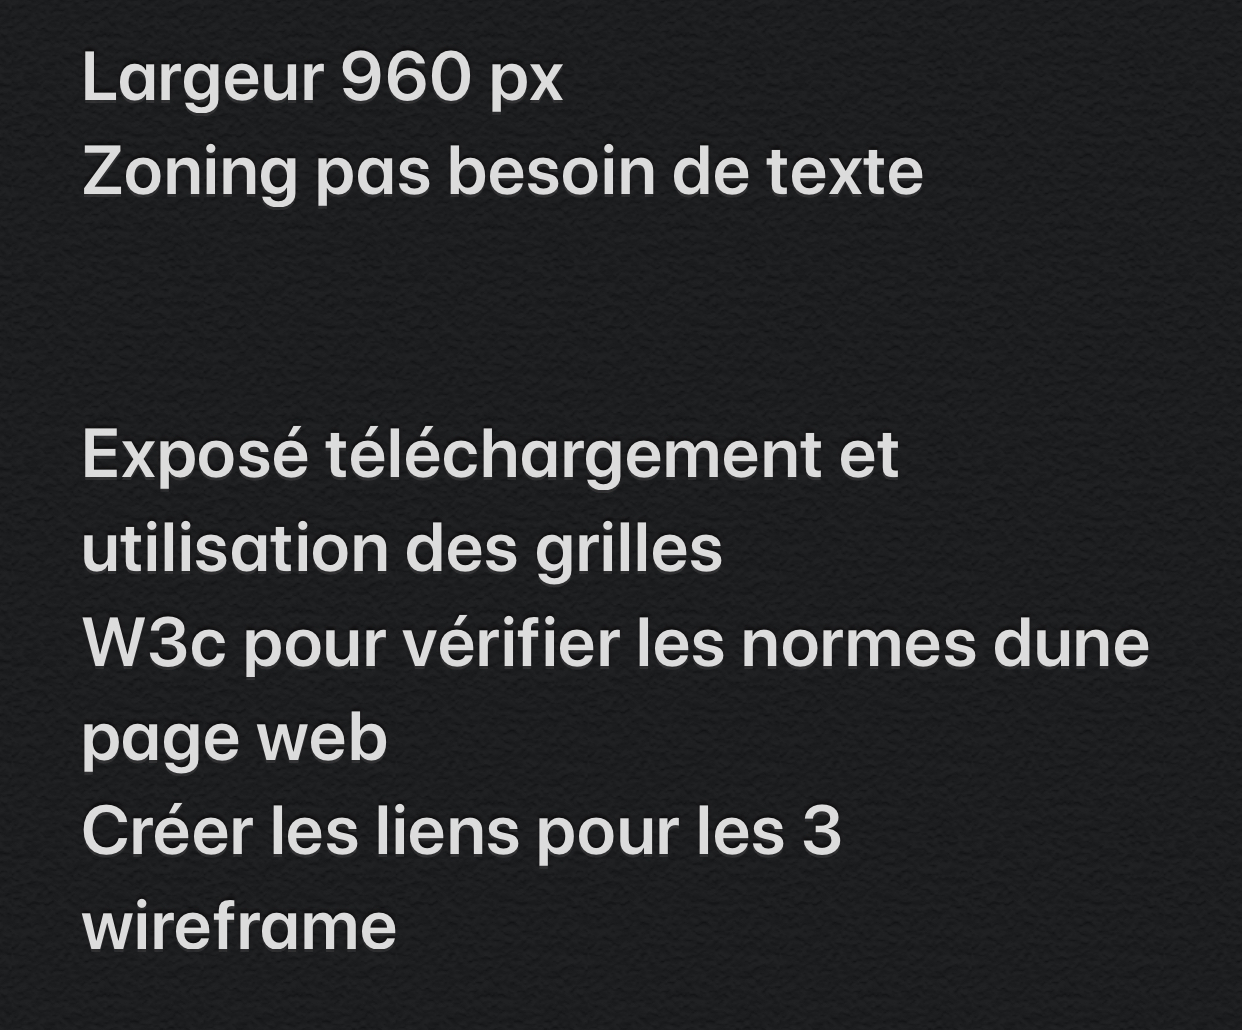 Largeur 960 px
Zoning pas besoin de texte
Exposé téléchargement et
utilisation des grilles
W3c pour vérifier les normes dune
page web
Créer les liens pour les 3
wireframe